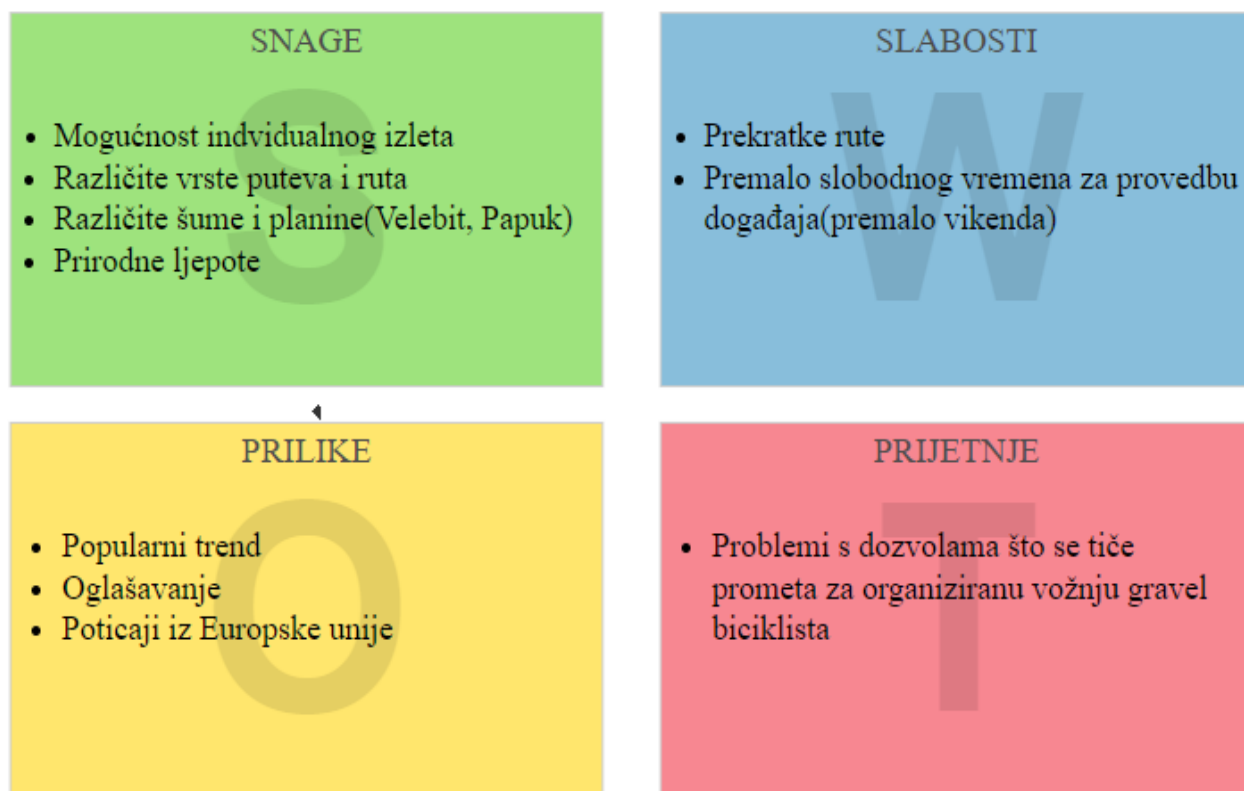 SNAGE
S
• Mogućnost indvidualnog izleta
• Različite vrste puteva i ruta
• Različite šume i planine(Velebit, Papuk)
• Prirodne ljepote
SLABOSTI
W
• Prekratke rute
• Premalo slobodnog vremena za provedbu
događaja(premalo vikenda)
PRILIKE
O
• Popularni trend
• Oglašavanje
• Poticaji iz Europske unije
PRIJETNJE
T
• Problemi s dozvolama što se tiče
prometa za organiziranu vožnju gravel
biciklista